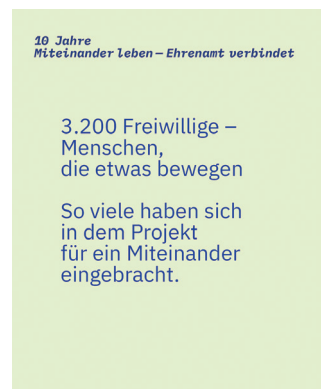 10 Jahre
Miteinander leben – Ehrenamt verbindet
3.200 Freiwillige –
Menschen,
die etwas bewegen
So viele haben sich
in dem Projekt
für ein Miteinander
eingebracht.